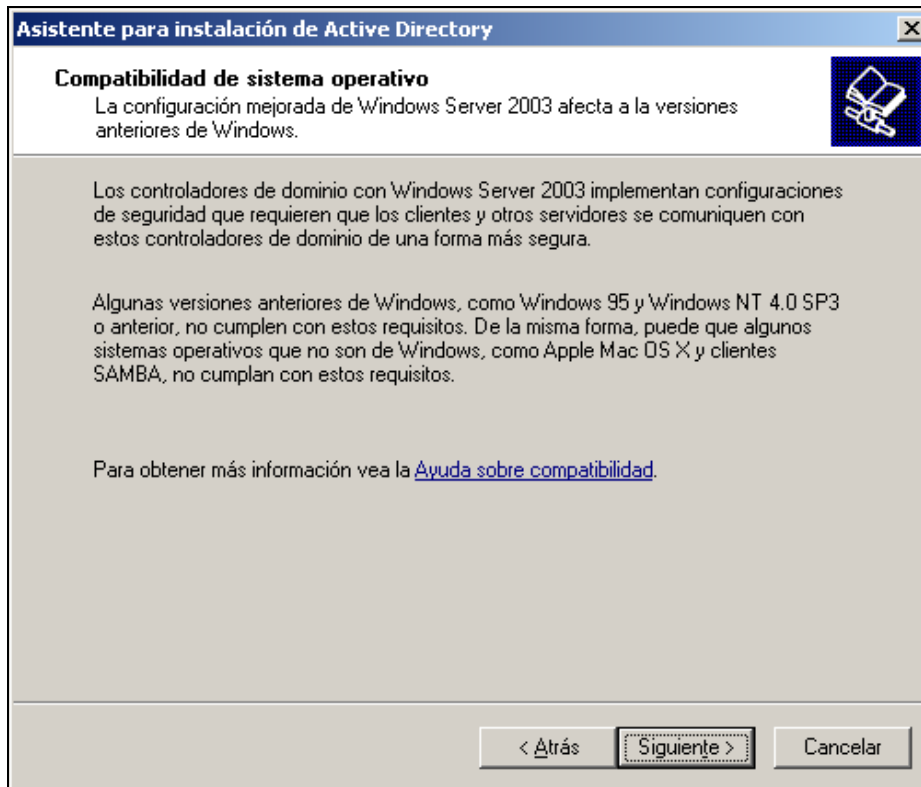 Asistente para instalación de Active Directory
Compatibilidad de sistema operativo
La configuración mejorada de Windows Server 2003 afecta a la versiones
anteriores de Windows.
Los controladores de dominio con Windows Server 2003 implementan configuraciones
de seguridad que requieren que los clientes y otros servidores se comuniquen con
estos controladores de dominio de una forma más segura.
Algunas versiones anteriores de Windows, como Windows 95 y Windows NT 4.0 SP3
o anterior, no cumplen con estos requisitos. De la misma forma, puede que algunos
sistemas operativos que no son de Windows, como Apple Mac OS X y clientes
SAMBA, no cumplan con estos requisitos.
Para obtener más información vea la Ayuda sobre compatibilidad.
< Atrás Siguiente > Cancelar